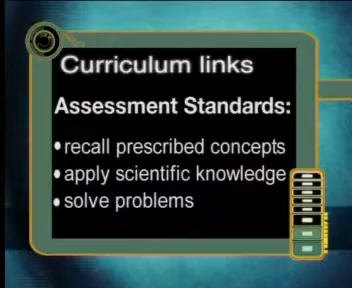 Curriculum links
Assessment Standards:
• recall prescribed concepts
• apply scientific knowledge
• solve problems